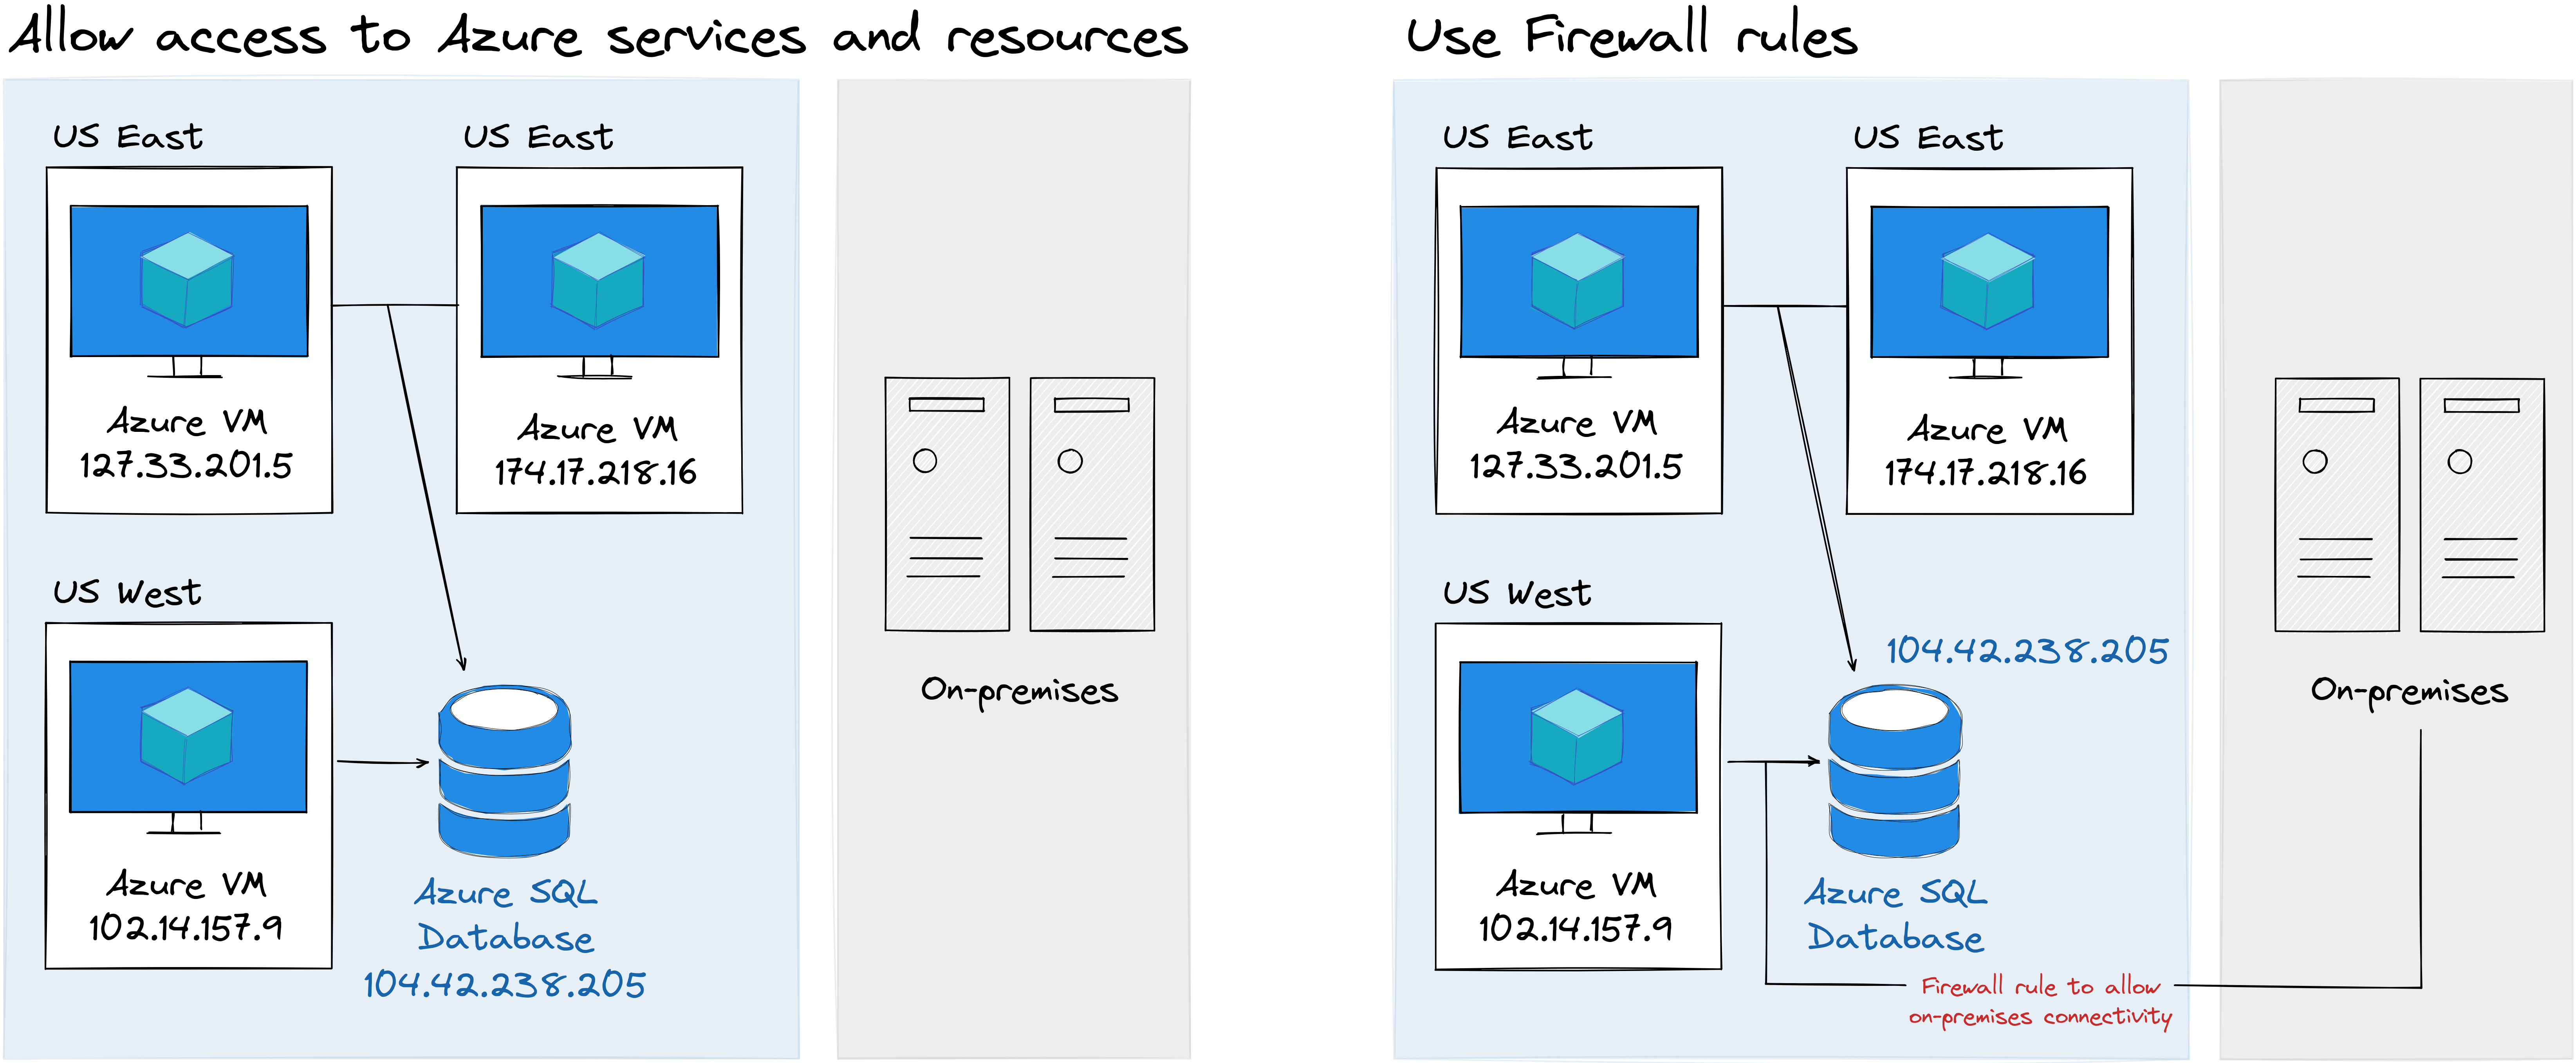 Allow access to Azure services and resources
US East
US East
Azure VM
127.33.201.5
Azure VM
174.17.218.16
US West
Azure VM
102.14.157.9
Azure SQL
Database
104.42.238.205
On-premises
Use Firewall rules
US East
US East
Azure VM
127.33.201.5
Azure VM
174.17.218.16
US West
Azure VM
102.14.157.9
104.42.238.205
Azure SQL
Database
Firewall rule to allow
on-premises connectivity
On-premises